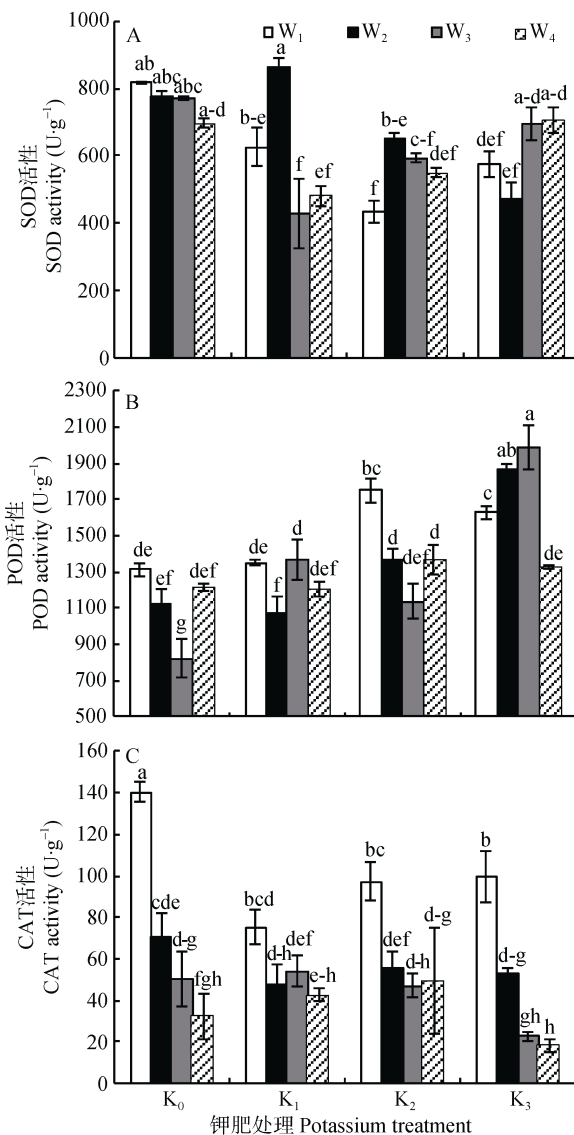 A
W₁ W₂ W₃ W₄
SOD活性
SOD activity (U·g⁻¹)
1000
800
600
400
200
0
ab abc abc a-d
b-e a f ef
f b-e c-f def
def ef a-d a-d
B
POD活性
POD activity (U·g⁻¹)
2300
2100
1900
1700
1500
1300
1100
900
700
500
de ef g def
de f d def
bc d def d
c ab a de
C
CAT活性
CAT activity (U·g⁻¹)
160
140
120
100
80
60
40
20
0
a cde d-g fgh
bcd d-h def e-h
bc def d-h d-g
b d-g gh h
K₀ K₁ K₂ K₃
钾肥处理 Potassium treatment